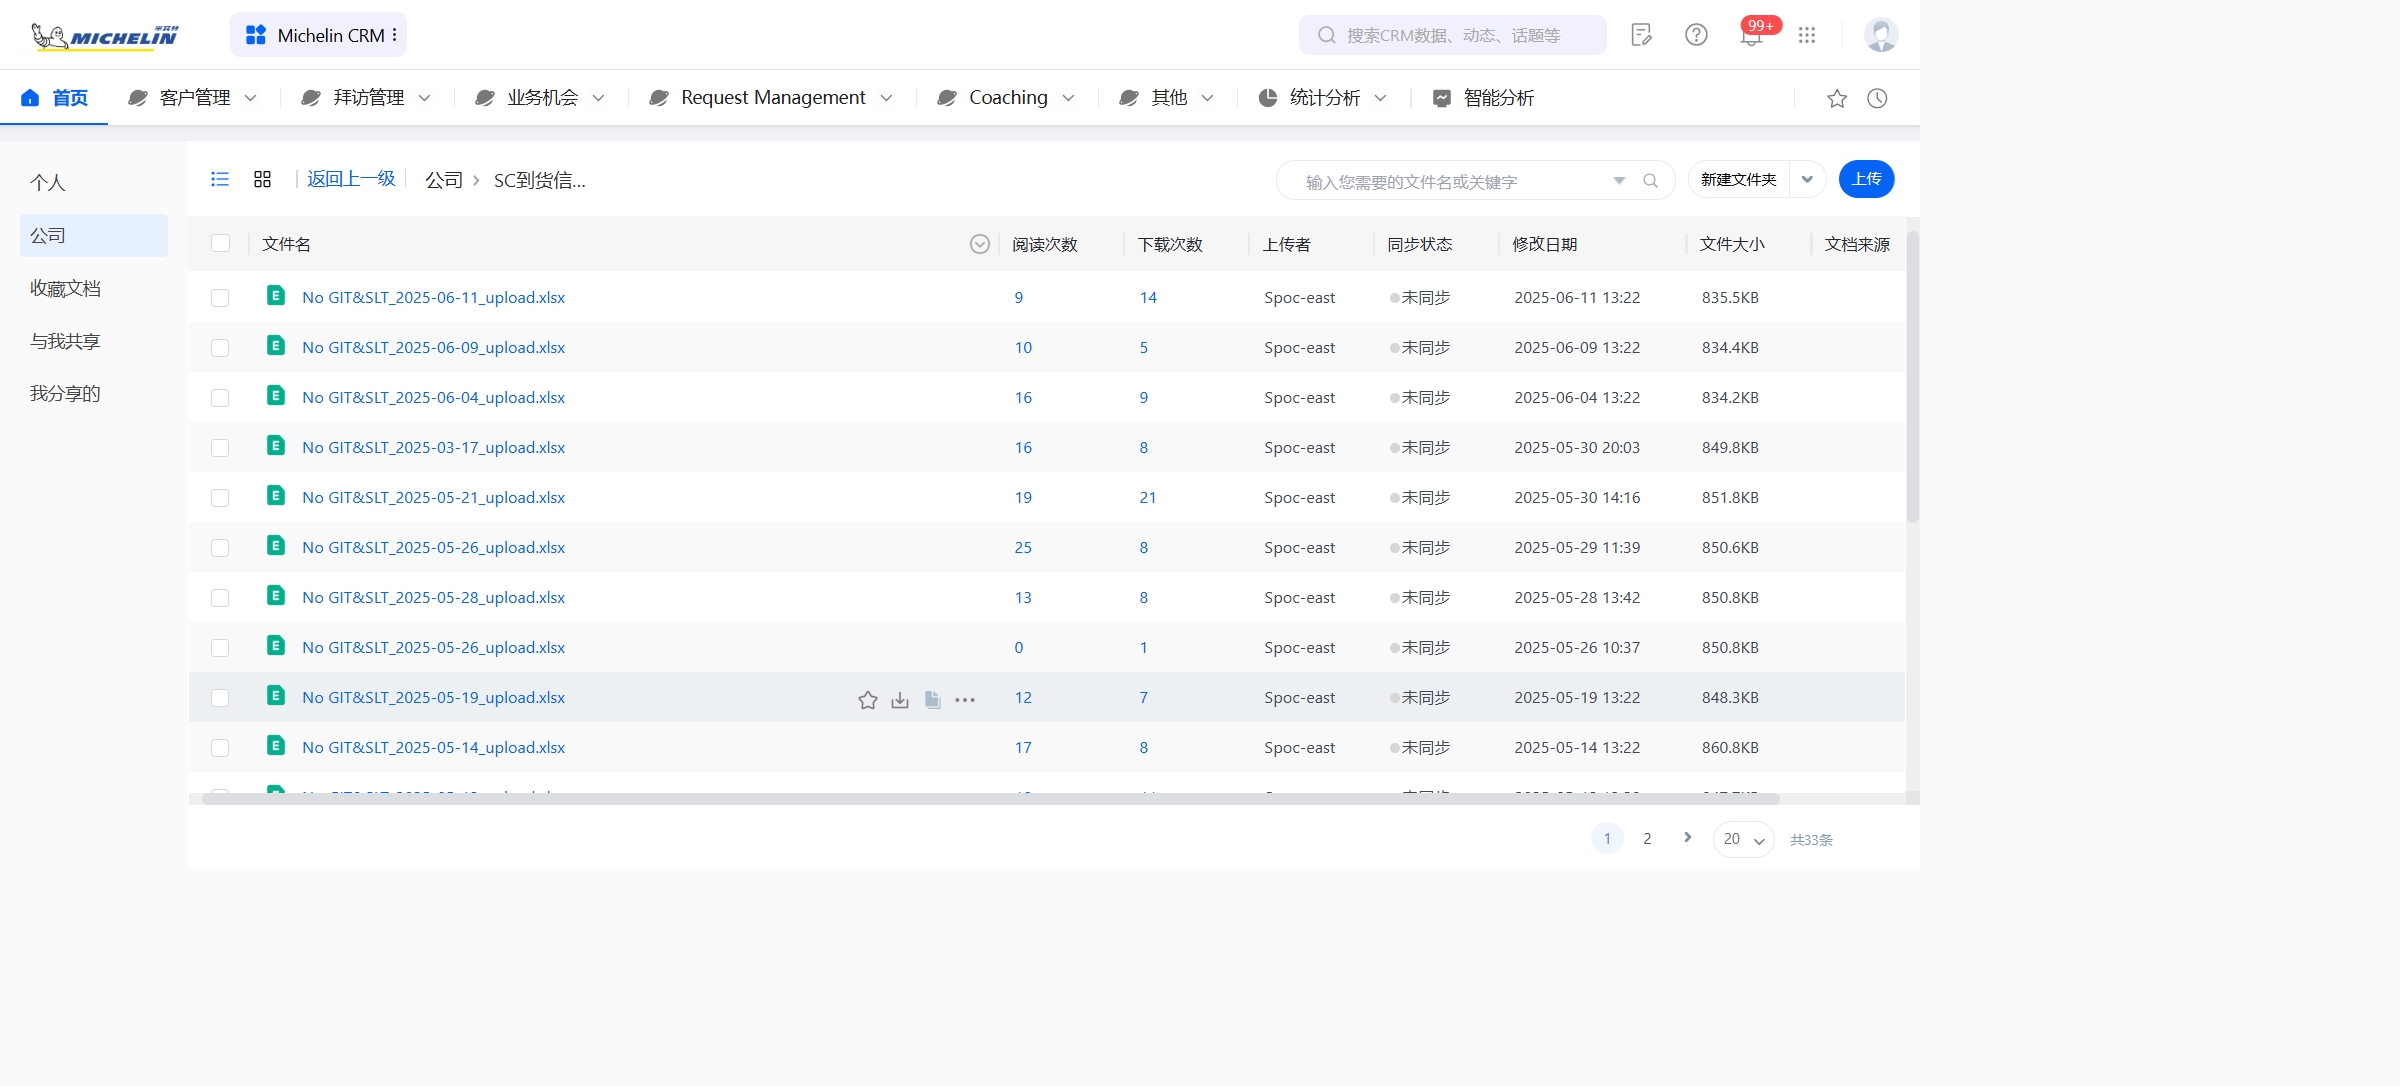 MICHELIN
Michelin CRM
搜索CRM数据、动态、话题等
99+
首页
客户管理
拜访管理
业务机会
Request Management
Coaching
其他
统计分析
智能分析
个人
公司
收藏文档
与我共享
我分享的
返回上一级
公司
SC到货信...
输入您需要的文件名或关键字
新建文件夹
上传
文件名 阅读次数 下载次数 上传者 同步状态 修改日期 文件大小 文档来源
No GIT&SLT_2025-06-11_upload.xlsx 9 14 Spoc-east 未同步 2025-06-11 13:22 835.5KB
No GIT&SLT_2025-06-09_upload.xlsx 10 5 Spoc-east 未同步 2025-06-09 13:22 834.4KB
No GIT&SLT_2025-06-04_upload.xlsx 16 9 Spoc-east 未同步 2025-06-04 13:22 834.2KB
No GIT&SLT_2025-03-17_upload.xlsx 16 8 Spoc-east 未同步 2025-05-30 20:03 849.8KB
No GIT&SLT_2025-05-21_upload.xlsx 19 21 Spoc-east 未同步 2025-05-30 14:16 851.8KB
No GIT&SLT_2025-05-26_upload.xlsx 25 8 Spoc-east 未同步 2025-05-29 11:39 850.6KB
No GIT&SLT_2025-05-28_upload.xlsx 13 8 Spoc-east 未同步 2025-05-28 13:42 850.8KB
No GIT&SLT_2025-05-26_upload.xlsx 0 1 Spoc-east 未同步 2025-05-26 10:37 850.8KB
No GIT&SLT_2025-05-19_upload.xlsx 12 7 Spoc-east 未同步 2025-05-19 13:22 848.3KB
No GIT&SLT_2025-05-14_upload.xlsx 17 8 Spoc-east 未同步 2025-05-14 13:22 860.8KB
1 2 20 共33条